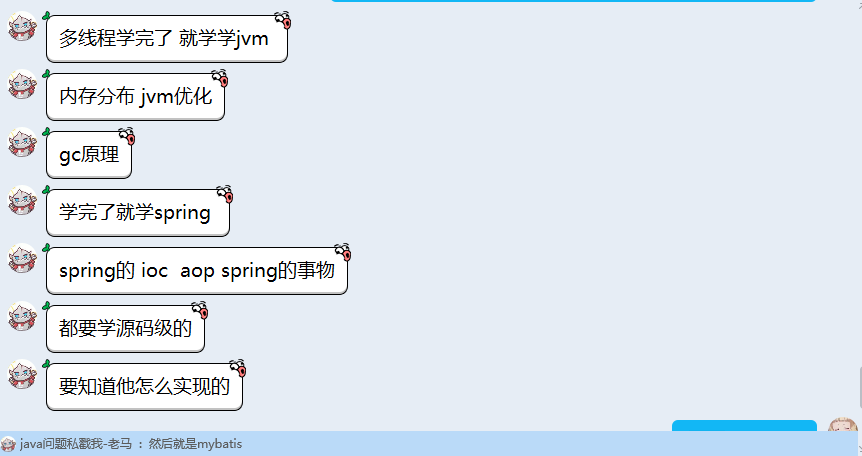 多线程学完了 就学学jvm
内存分布 jvm优化
gc原理
学完了就学spring
spring的 ioc  aop spring的事物
都要学源码级的
要知道他怎么实现的
java问题私戳我-老马 ： 然后就是mybatis